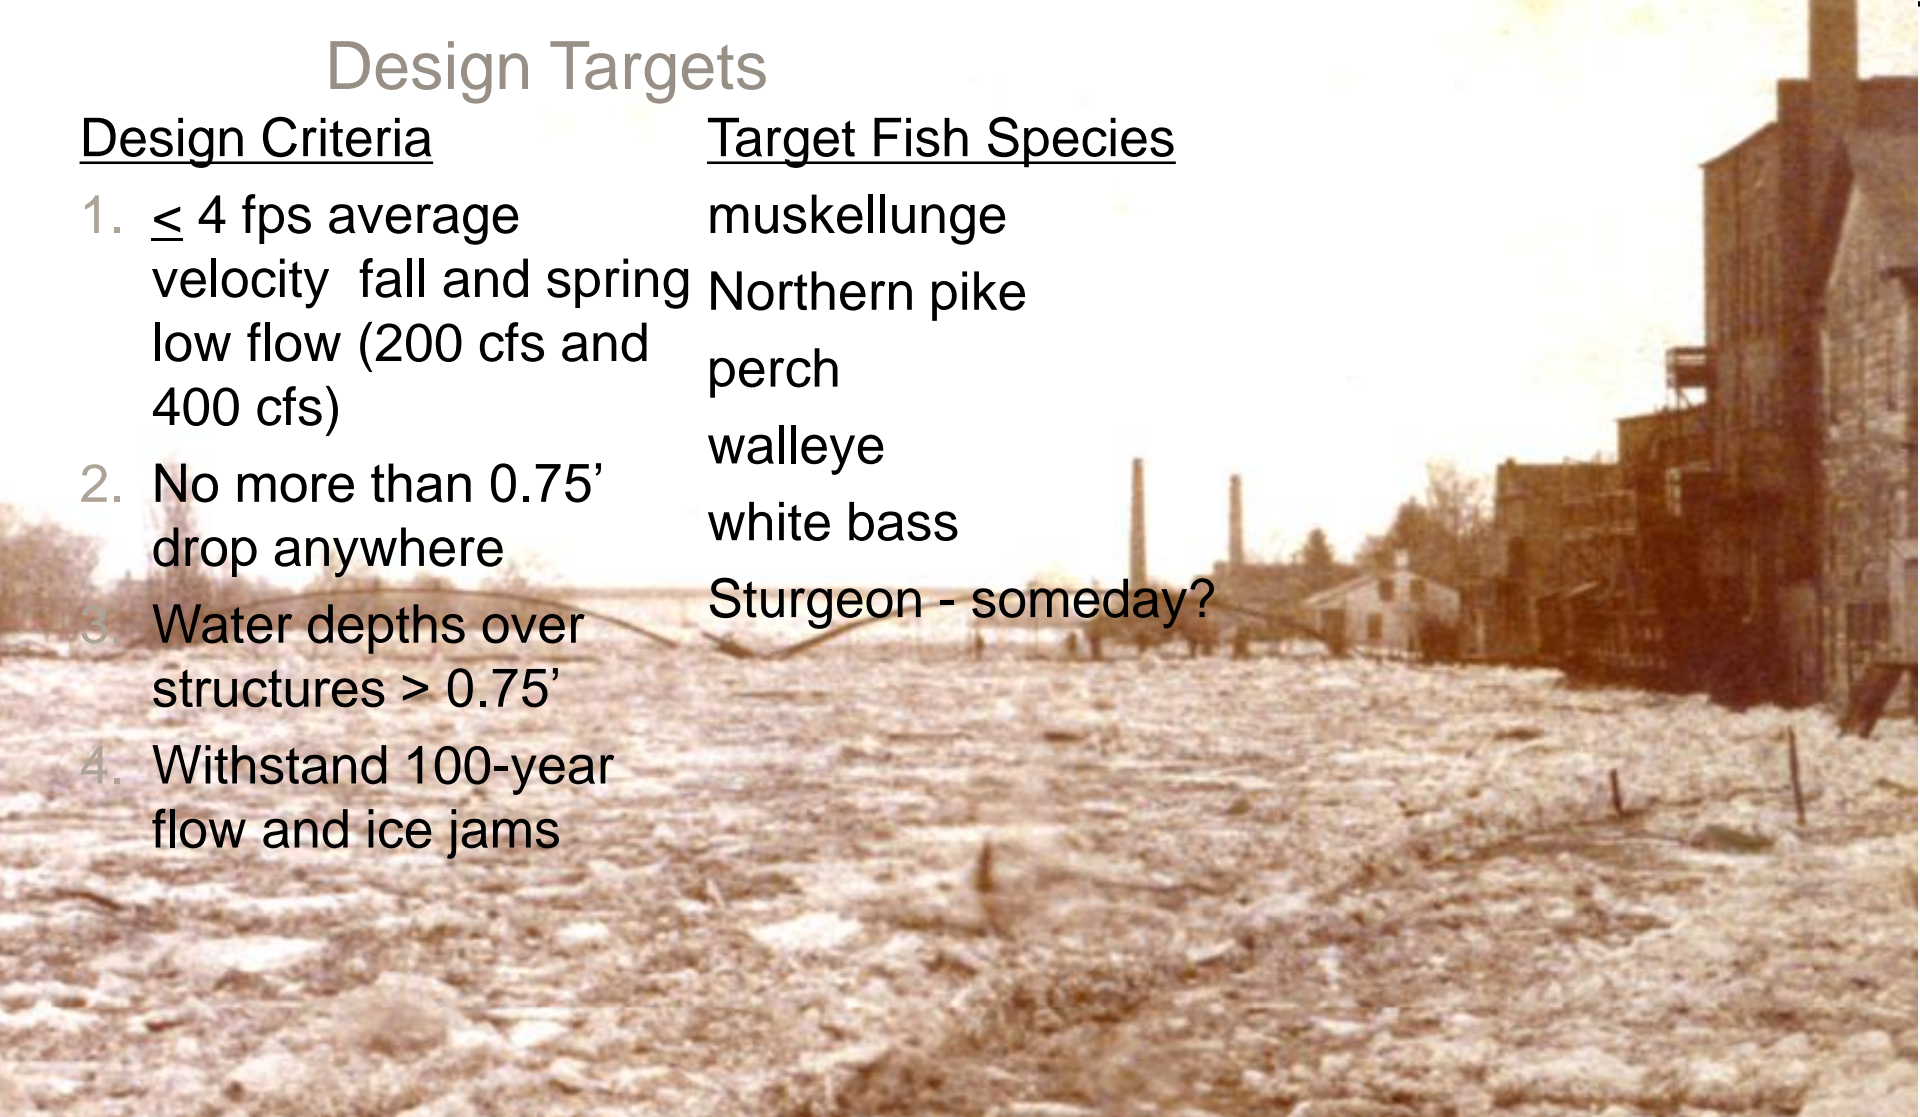 Design Targets
Design Criteria
1. < 4 fps average
velocity  fall and spring
low flow (200 cfs and
400 cfs)
2. No more than 0.75’
drop anywhere
3. Water depths over
structures > 0.75’
4. Withstand 100-year
flow and ice jams
Target Fish Species
muskellunge
Northern pike
perch
walleye
white bass
Sturgeon - someday?